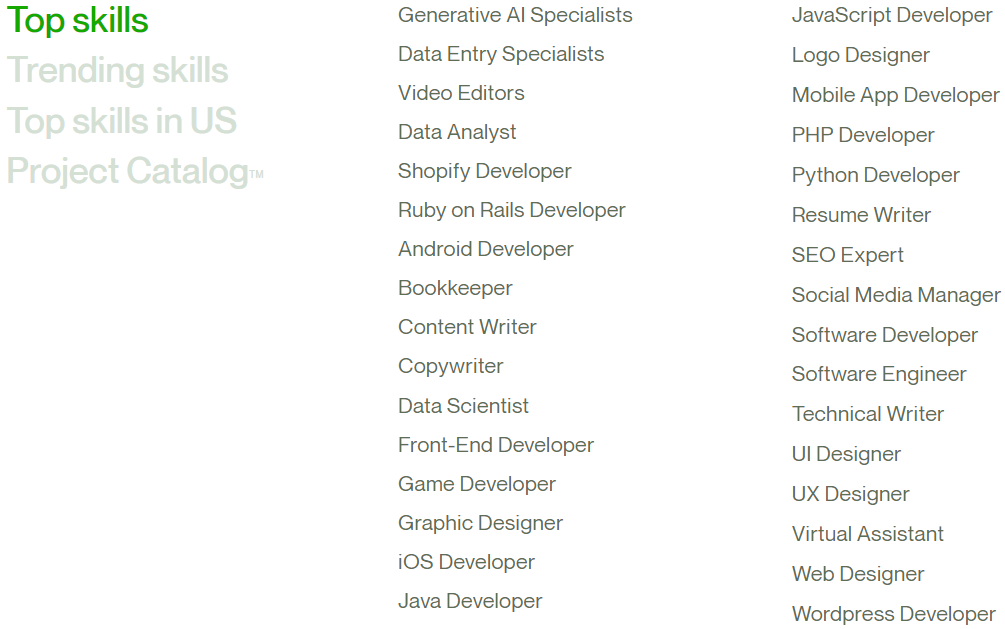 Top skills
Trending skills
Top skills in US
Project Catalog™
Generative AI Specialists
Data Entry Specialists
Video Editors
Data Analyst
Shopify Developer
Ruby on Rails Developer
Android Developer
Bookkeeper
Content Writer
Copywriter
Data Scientist
Front-End Developer
Game Developer
Graphic Designer
iOS Developer
Java Developer
JavaScript Developer
Logo Designer
Mobile App Developer
PHP Developer
Python Developer
Resume Writer
SEO Expert
Social Media Manager
Software Developer
Software Engineer
Technical Writer
UI Designer
UX Designer
Virtual Assistant
Web Designer
Wordpress Developer